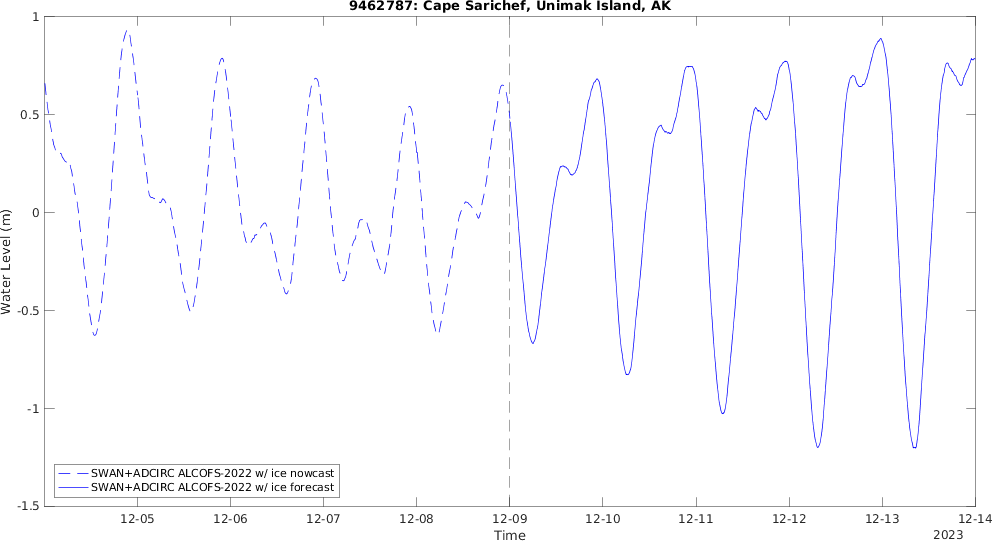 9462787: Cape Sarichef, Unimak Island, AK
1
0.5
0
-0.5
-1
-1.5
Water Level (m)
SWAN+ADCIRC ALCOFS-2022 w/ ice nowcast
SWAN+ADCIRC ALCOFS-2022 w/ ice forecast
12-05 12-06 12-07 12-08 12-09 12-10 12-11 12-12 12-13 12-14
Time
2023